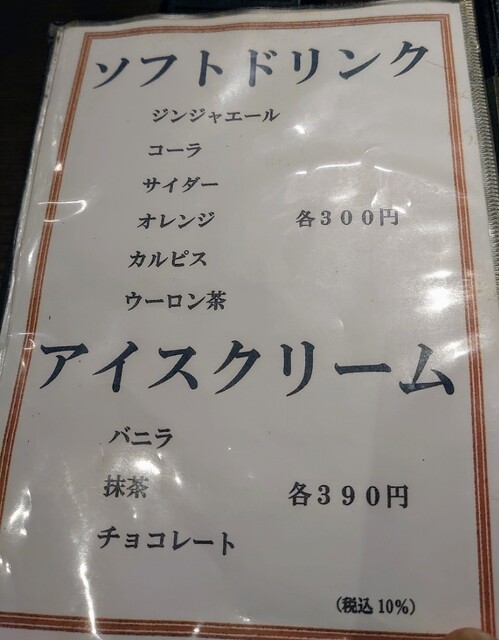 ソフトドリンク
ジンジャエール
コーラ
サイダー
オレンジ 各300円
カルピス
ウーロン茶
アイスクリーム
バニラ
抹茶 各390円
チョコレート
(税込10%)